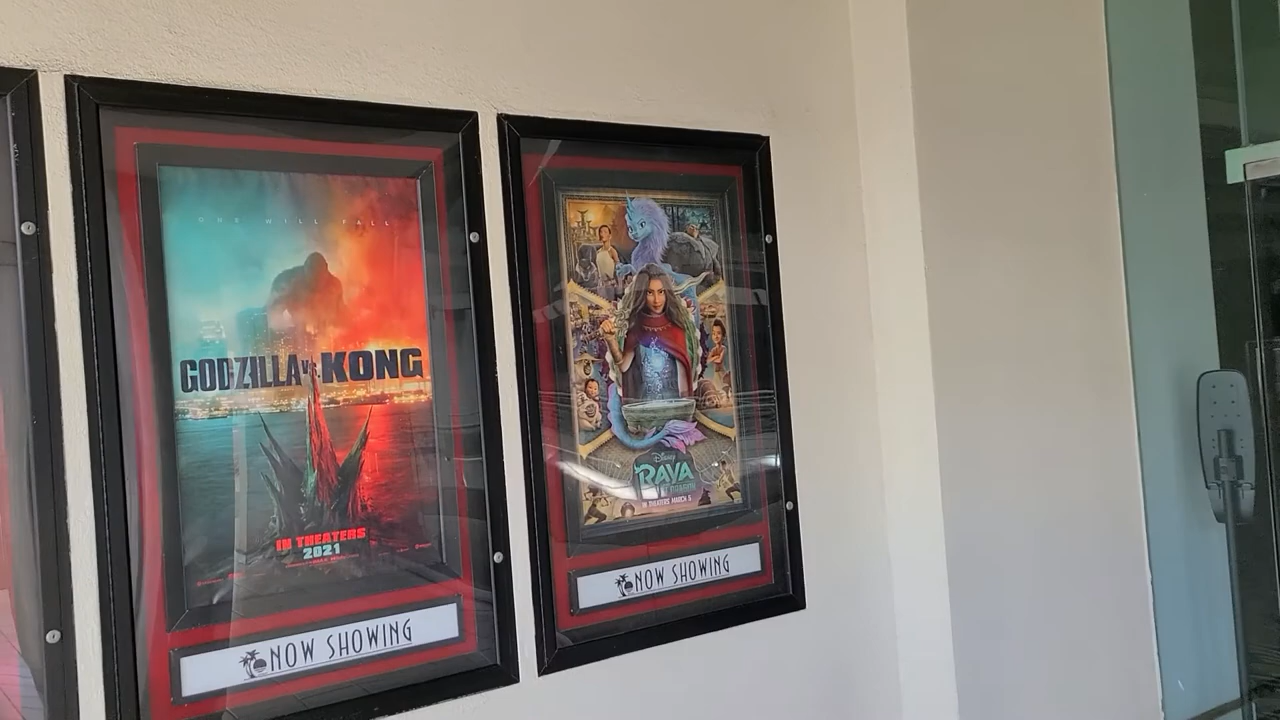 ONE WILL FALL
GODZILLA vs. KONG
IN THEATERS
2021
NOW SHOWING
Disney
RAYA
DRAGON
IN THEATERS MARCH 5
NOW SHOWING